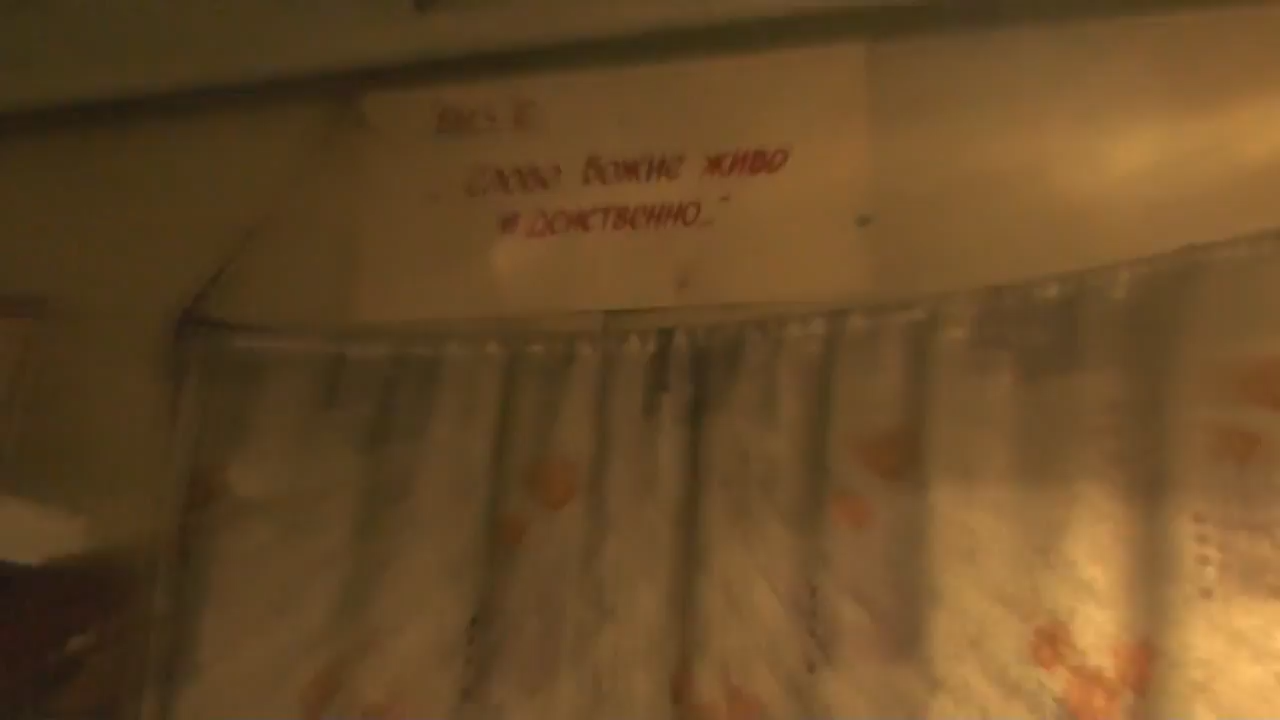 „Слово Божие живо
и действенно..."